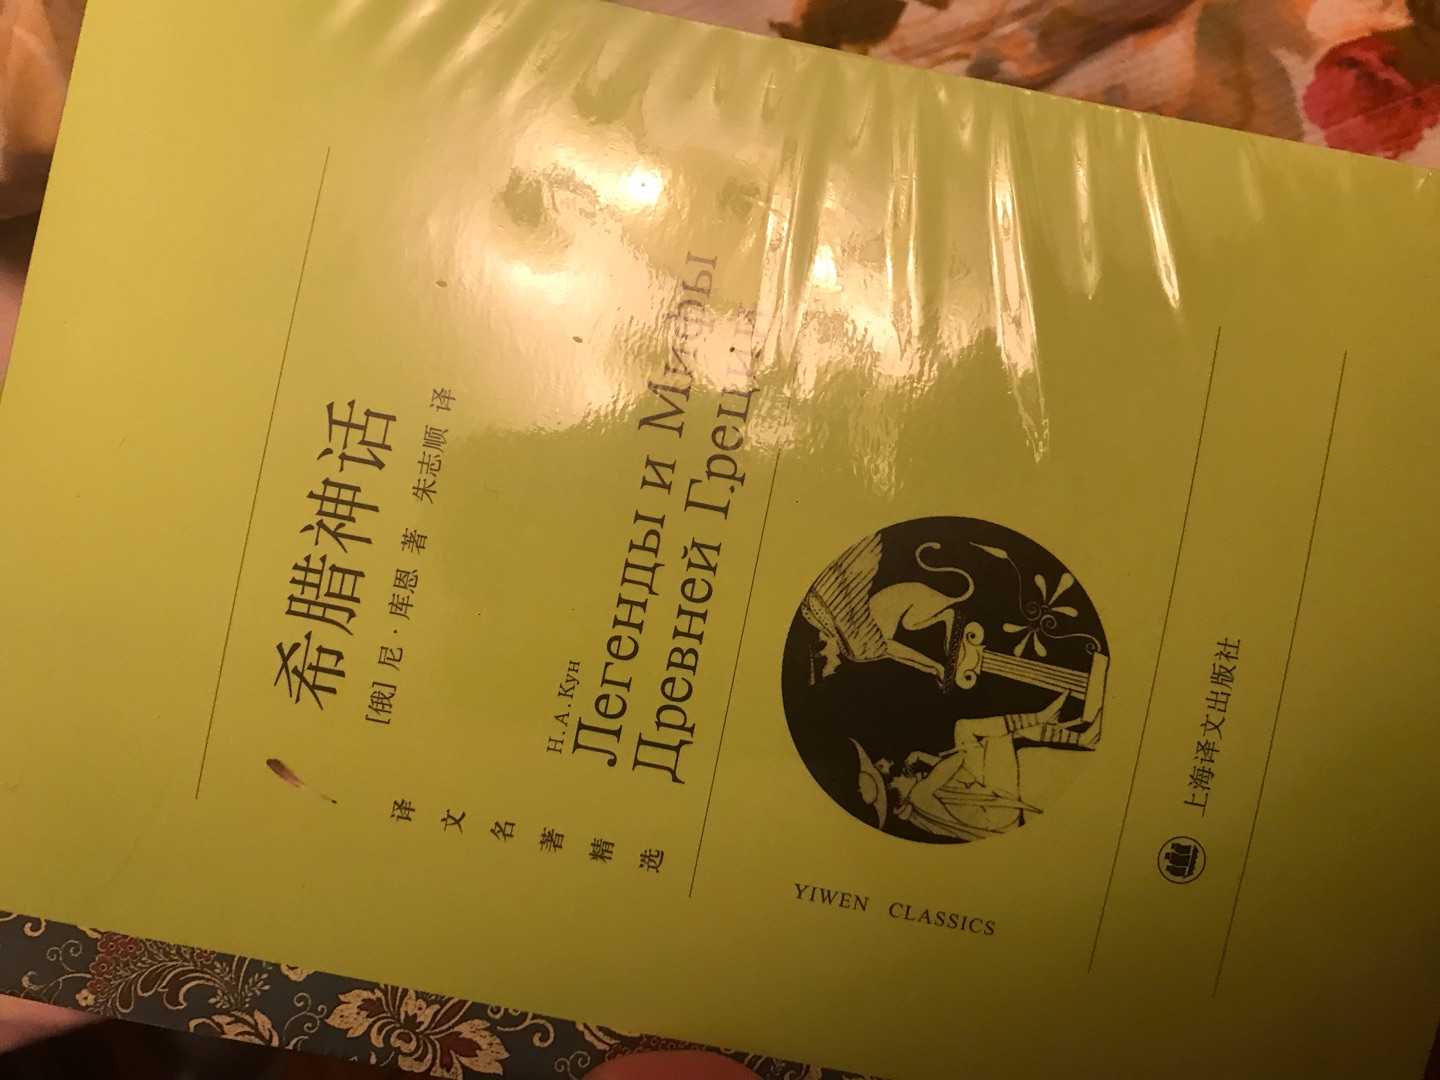 希腊神话
[俄] 尼·库恩 著 朱志顺 译
译文名著精选
Н. А. Кун
Легенды и Мифы
Древней Греции
YIWEN CLASSICS
上海译文出版社